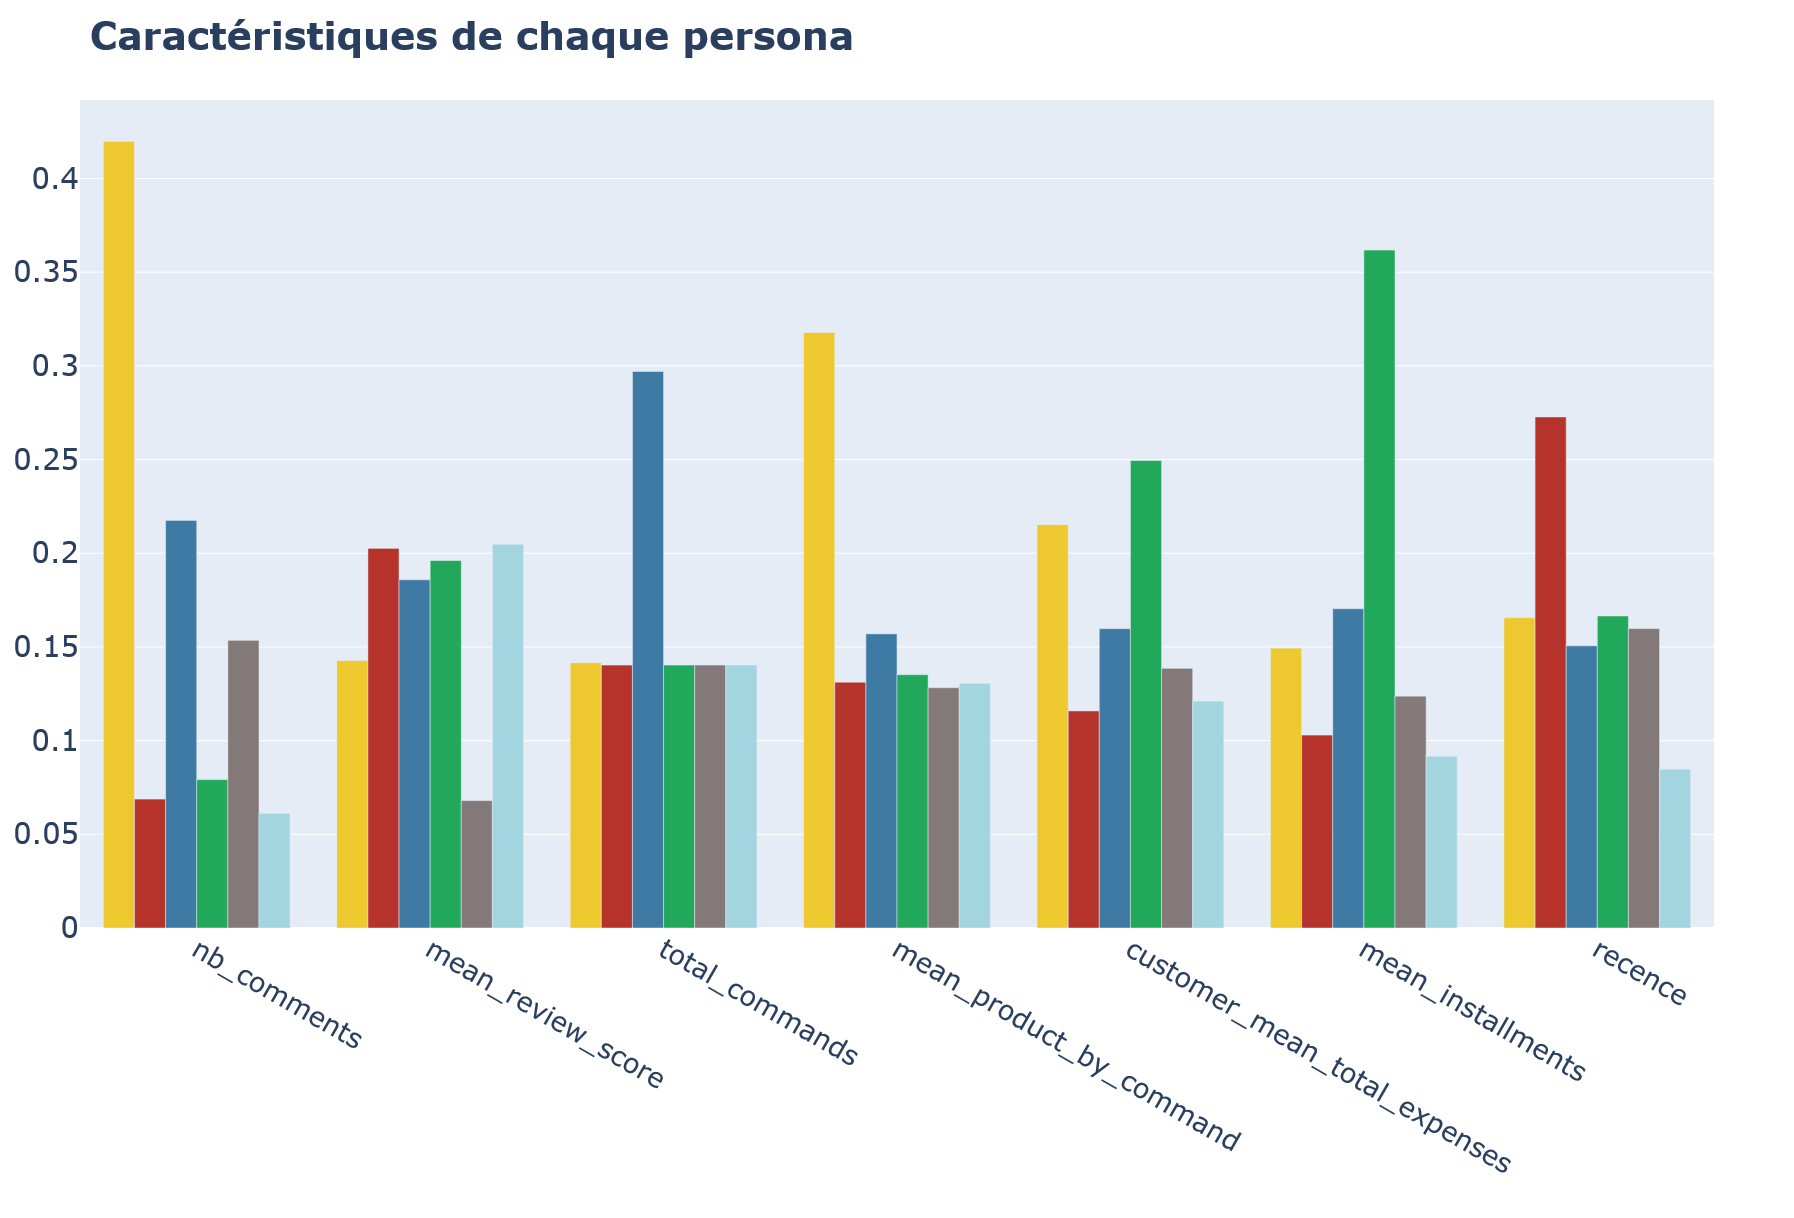 Caractéristiques de chaque persona
0.4
0.35
0.3
0.25
0.2
0.15
0.1
0.05
0
nb_comments
mean_review_score
total_commands
mean_product_by_command
customer_mean_total_expenses
mean_installments
recence